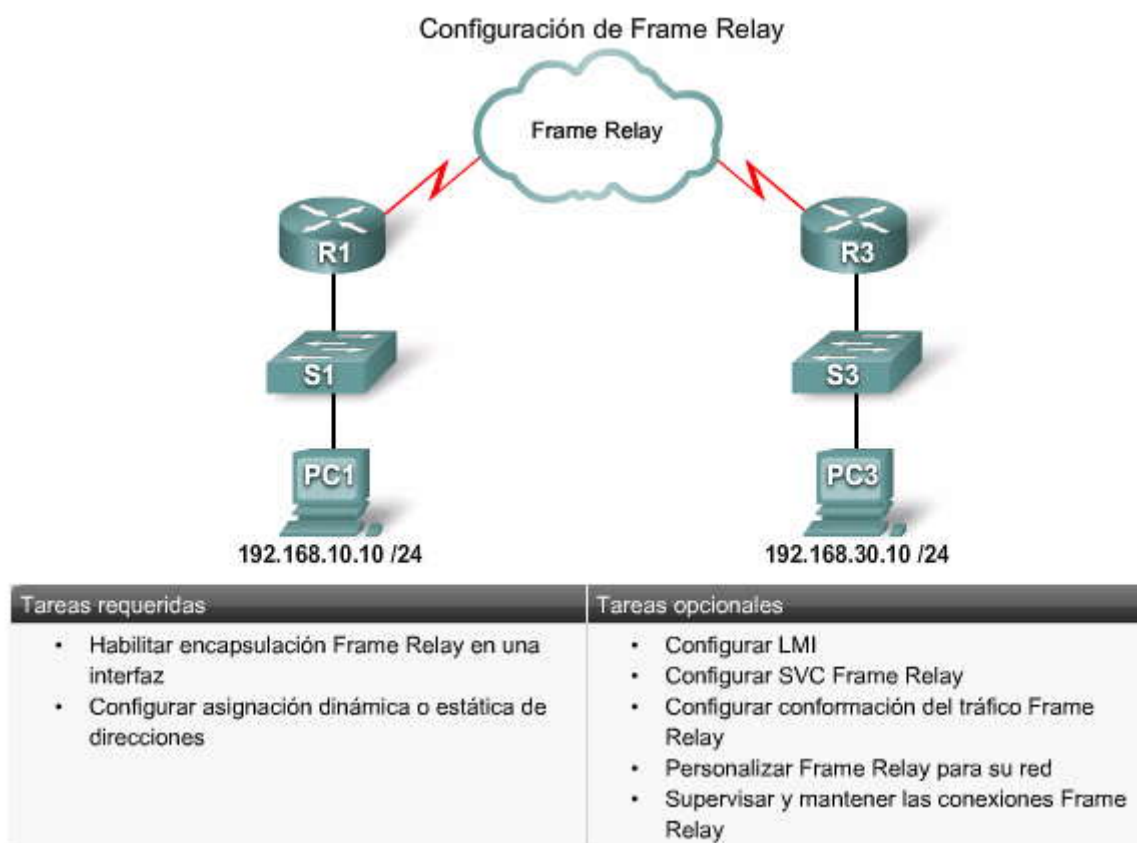 Configuración de Frame Relay
Frame Relay
R1
R3
S1
S3
PC1
PC3
192.168.10.10 /24
192.168.30.10 /24
Tareas requeridas
• Habilitar encapsulación Frame Relay en una
interfaz
• Configurar asignación dinámica o estática de
direcciones
Tareas opcionales
• Configurar LMI
• Configurar SVC Frame Relay
• Configurar conformación del tráfico Frame
Relay
• Personalizar Frame Relay para su red
• Supervisar y mantener las conexiones Frame
Relay